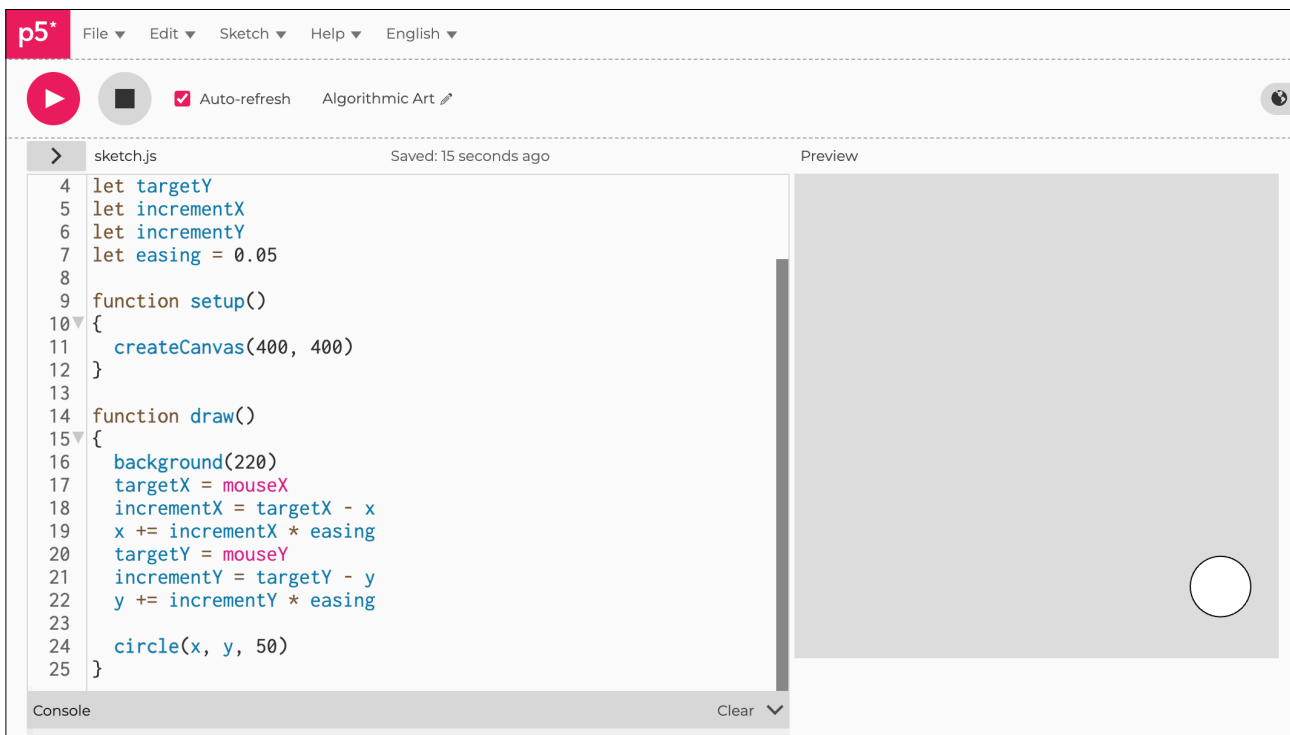 p5*
File Edit Sketch Help English
Auto-refresh Algorithmic Art
sketch.js Saved: 15 seconds ago Preview
4 let targetY
5 let incrementX
6 let incrementY
7 let easing = 0.05
8
9 function setup()
10 {
11   createCanvas(400, 400)
12 }
13
14 function draw()
15 {
16   background(220)
17   targetX = mouseX
18   incrementX = targetX - x
19   x += incrementX * easing
20   targetY = mouseY
21   incrementY = targetY - y
22   y += incrementY * easing
23
24   circle(x, y, 50)
25 }
Console Clear